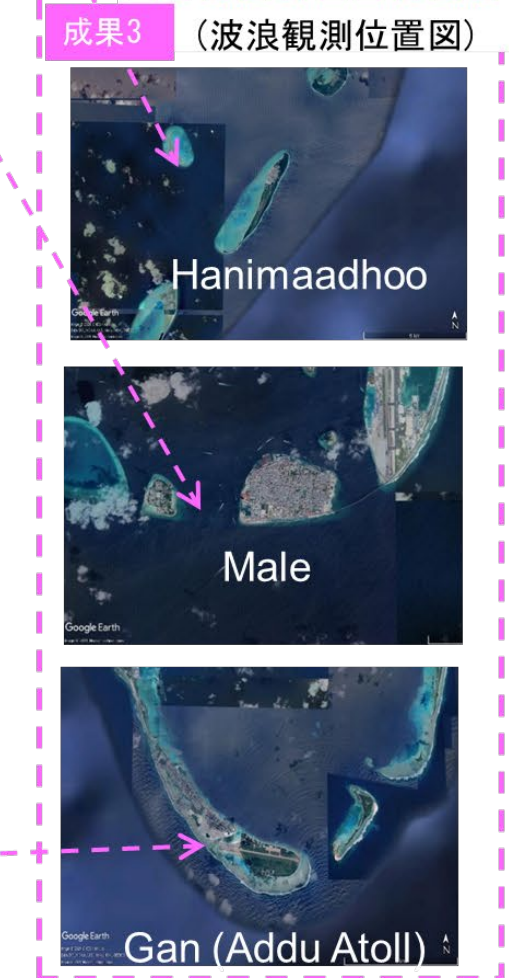 成果3
(波浪観測位置図)
Hanimaadhoo
Google Earth
N
Male
Google Earth
Gan (Addu Atoll)
Google Earth
N